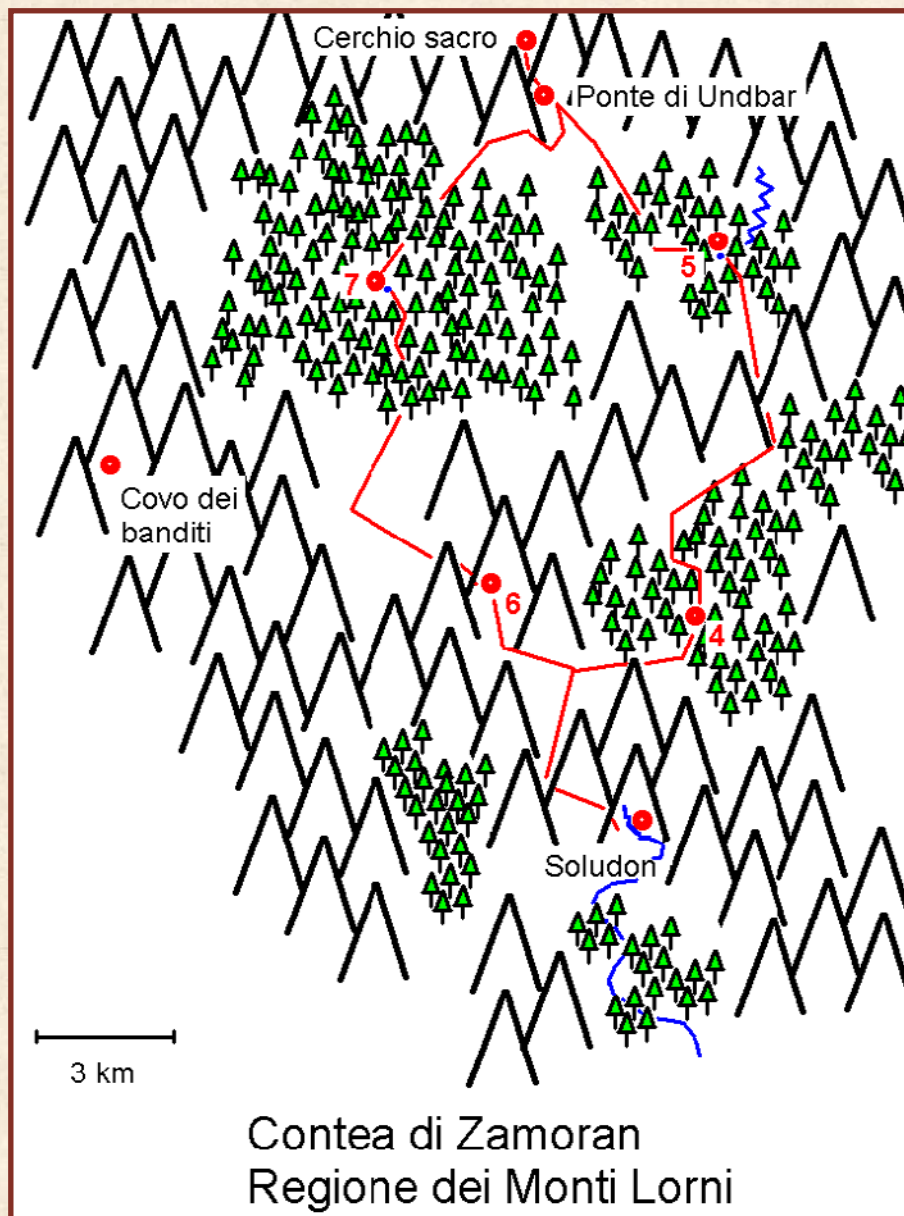 Cerchio sacro
Ponte di Undbar
5
7
Covo dei
banditi
6
4
Soludon
3 km
Contea di Zamoran
Regione dei Monti Lorni